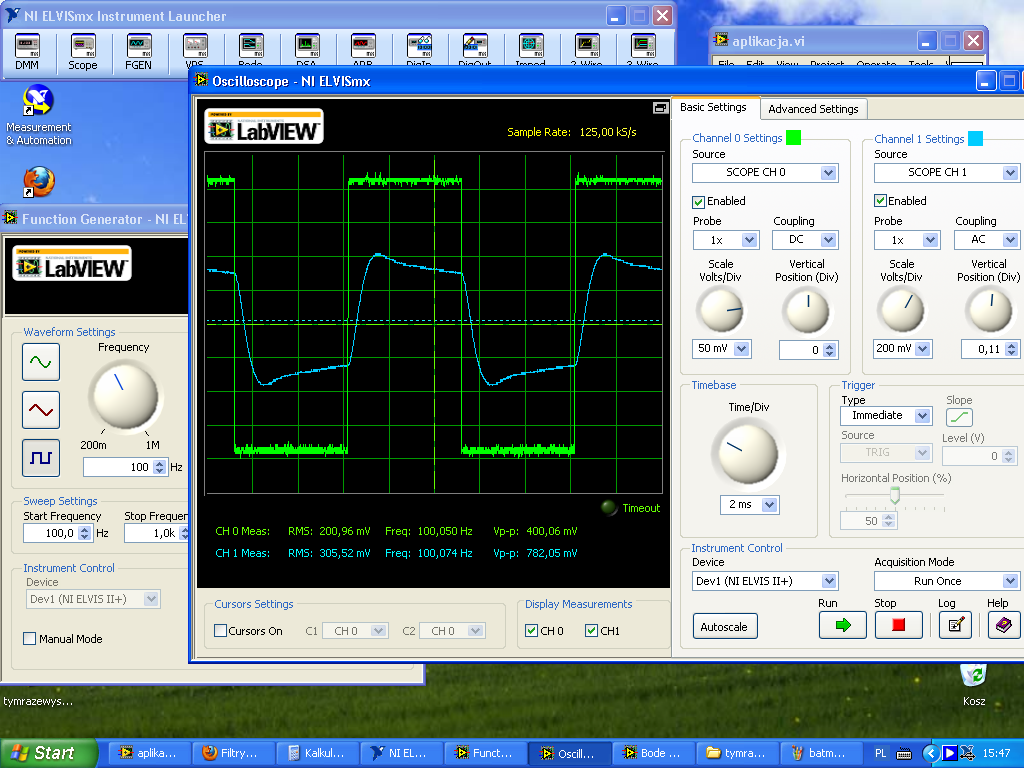 NI ELVISmx Instrument Launcher
DMM
Scope
FGEN
VPS
Bode
DSA
ARB
DigIn
DigOut
Imped
2-Wire
3-Wire
aplikacja.vi
File Edit View Project Operate Tools
Measurement
& Automation
Function Generator - NI EL
POWERED BY
NATIONAL INSTRUMENTS
LabVIEW
Waveform Settings
Frequency
200m
1M
100 Hz
Sweep Settings
Start Frequency
Stop Frequen
100,0 Hz
1,0k
Instrument Control
Device
Dev1 (NI ELVIS II+)
Manual Mode
tymrazewys...
Oscilloscope - NI ELVISmx
POWERED BY
NATIONAL INSTRUMENTS
LabVIEW
Sample Rate: 125,00 kS/s
Timeout
CH 0 Meas: RMS: 200,96 mV Freq: 100,050 Hz Vp-p: 400,06 mV
CH 1 Meas: RMS: 305,52 mV Freq: 100,074 Hz Vp-p: 782,05 mV
Cursors Settings
Cursors On C1 CH 0 C2 CH 0
Display Measurements
CH 0 CH1
Basic Settings
Advanced Settings
Channel 0 Settings
Source
SCOPE CH 0
Enabled
Probe
Coupling
1x
DC
Scale
Volts/Div
Vertical
Position (Div)
50 mV
0
Channel 1 Settings
Source
SCOPE CH 1
Enabled
Probe
Coupling
1x
AC
Scale
Volts/Div
Vertical
Position (Div)
200 mV
0,11
Timebase
Time/Div
2 ms
Trigger
Type
Immediate
Slope
Source
TRIG
Level (V)
0
Horizontal Position (%)
50
Instrument Control
Device
Dev1 (NI ELVIS II+)
Acquisition Mode
Run Once
Autoscale
Run
Stop
Log
Help
Kosz
Start
aplika...
Filtry...
Kalkul...
NI EL...
Funct...
Oscill...
Bode ...
tymra...
batm...
PL
15:47